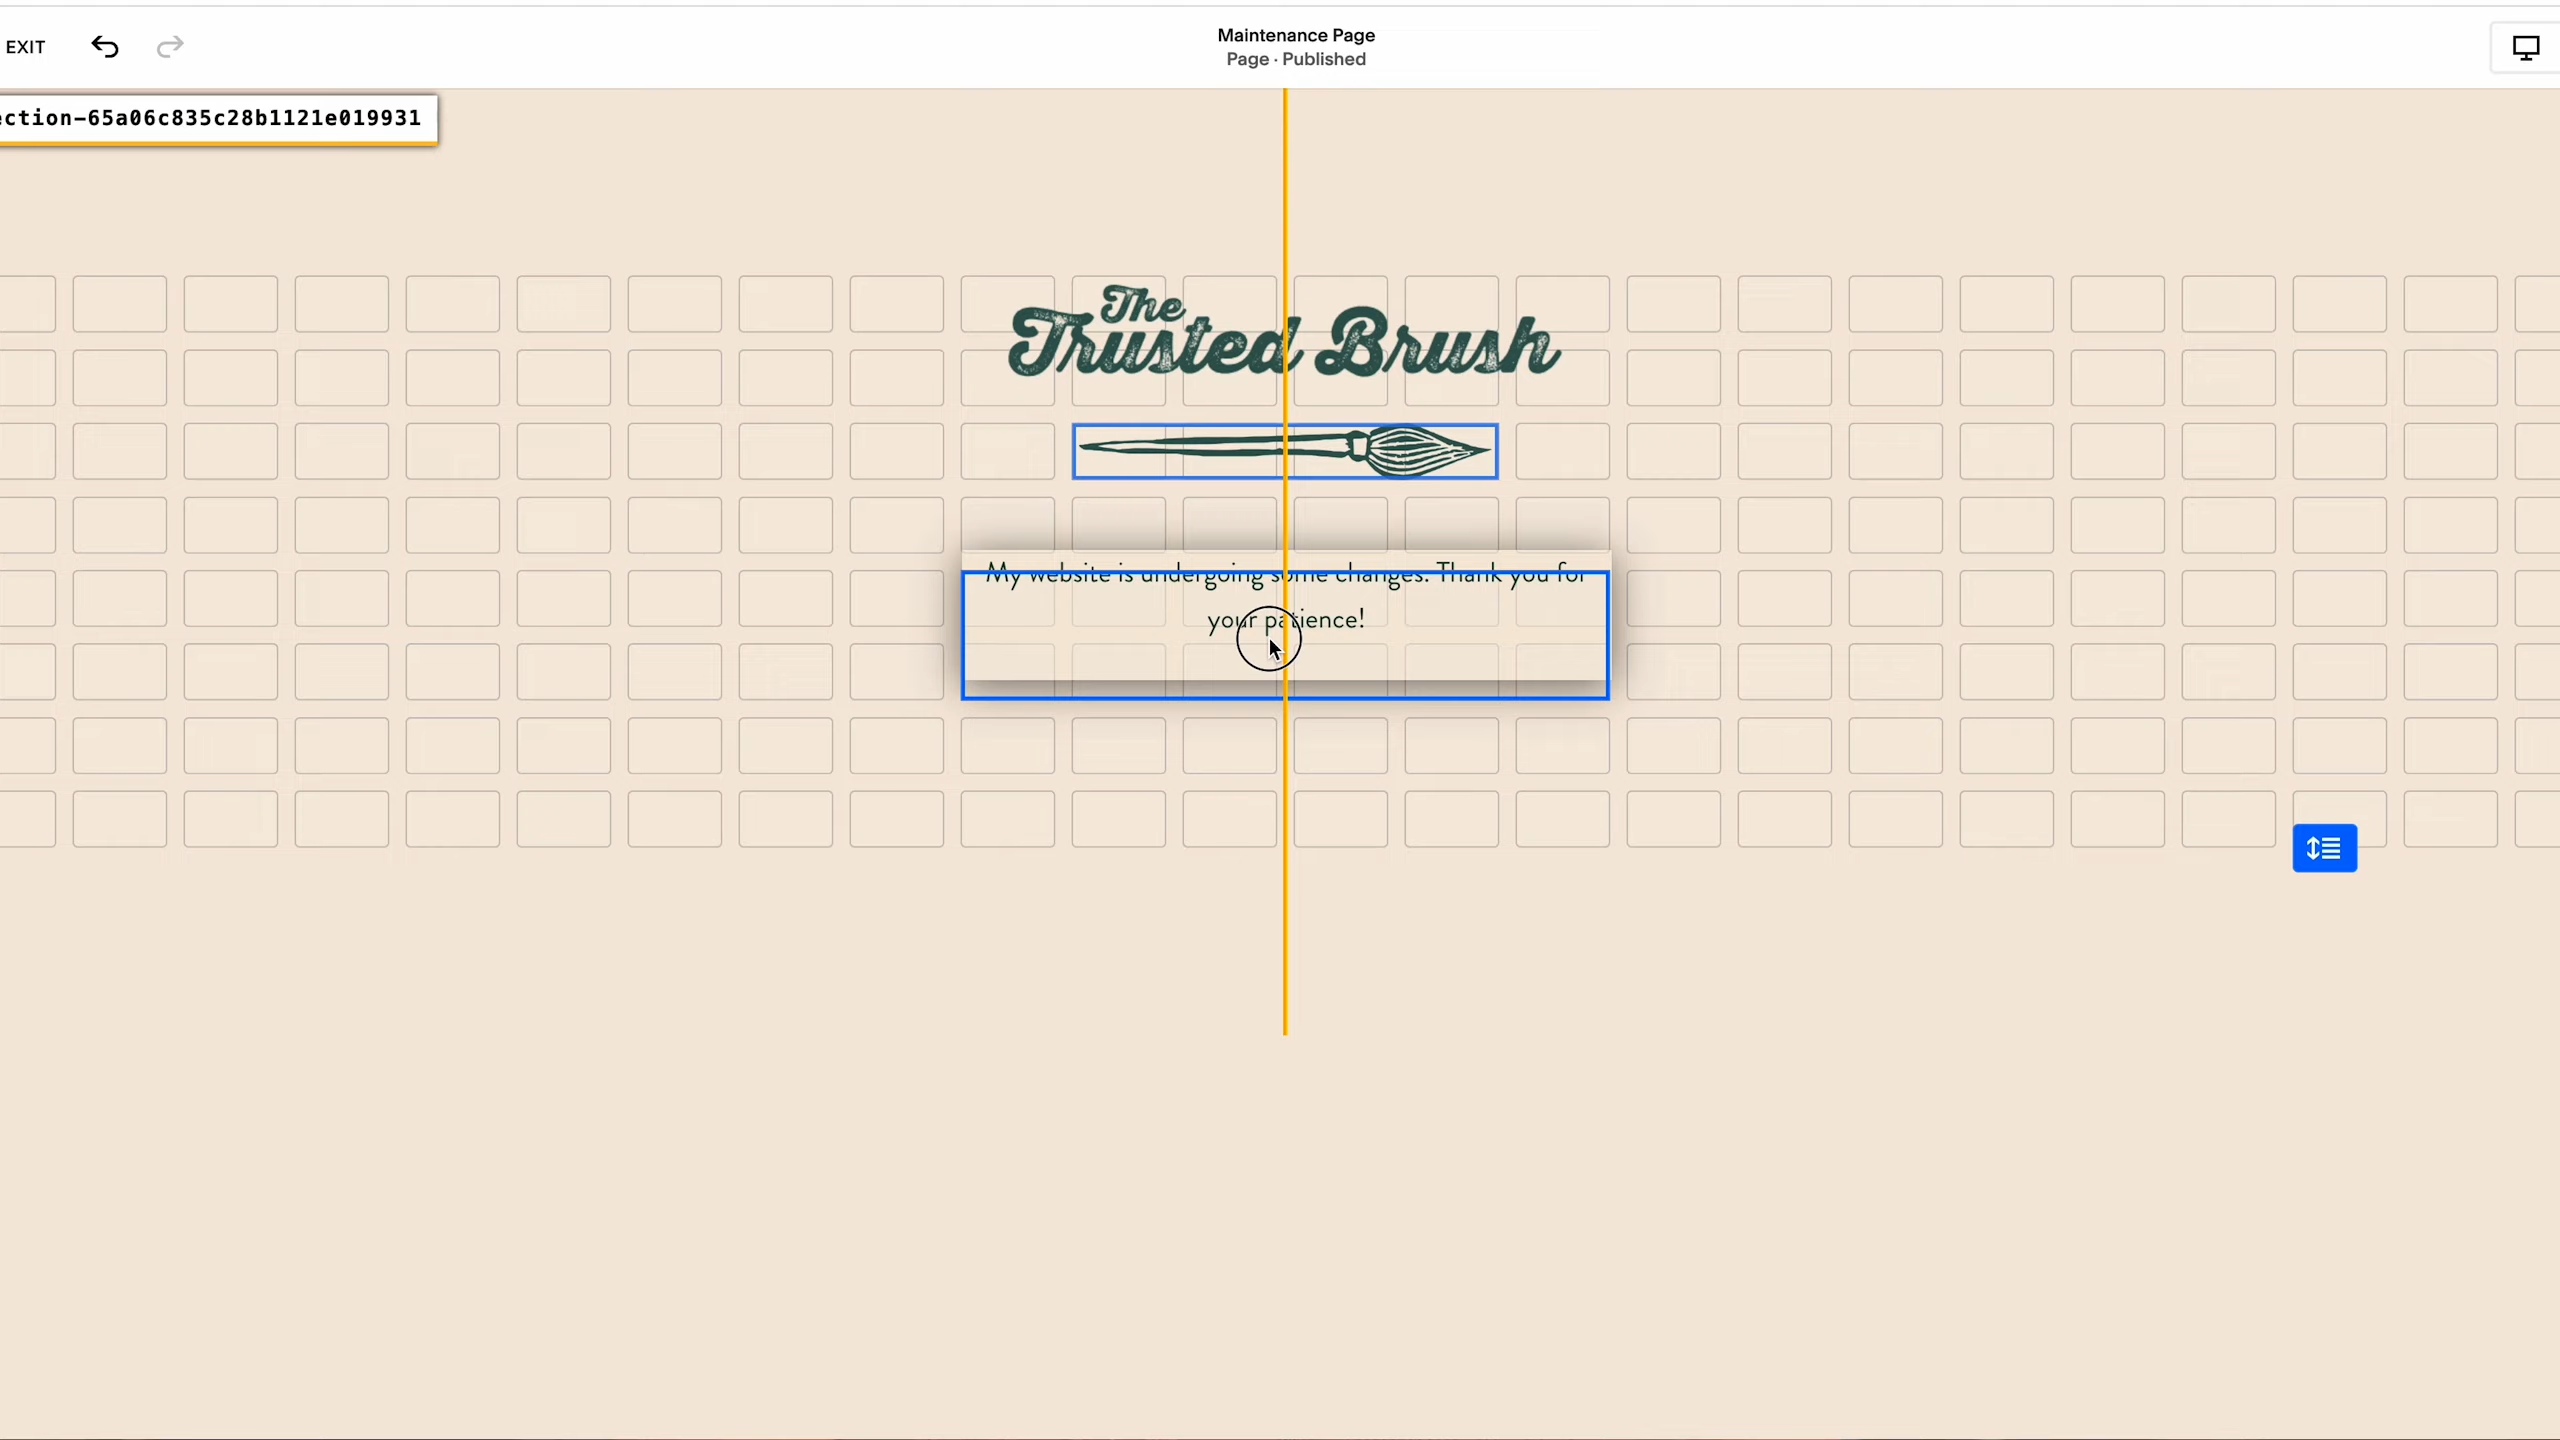 Maintenance Page
EXIT
Page · Published
ction-65a06c835c28b1121e019931
The
Trusted Brush
My website is undergoing some changes. Thank you for
your patience!